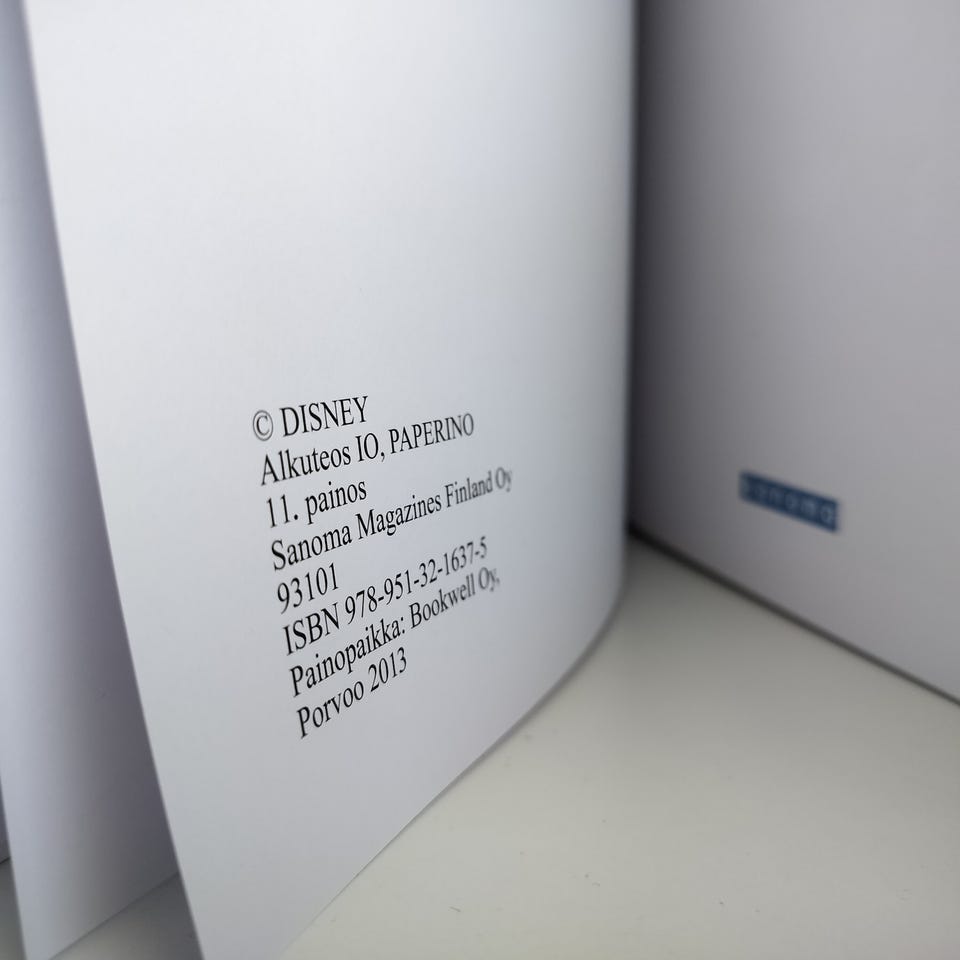 © DISNEY
Alkuteos IO, PAPERINO
11. painos
Sanoma Magazines Finland Oy
93101
ISBN 978-951-32-1637-5
Painopaikka: Bookwell Oy,
Porvoo 2013
sanoma